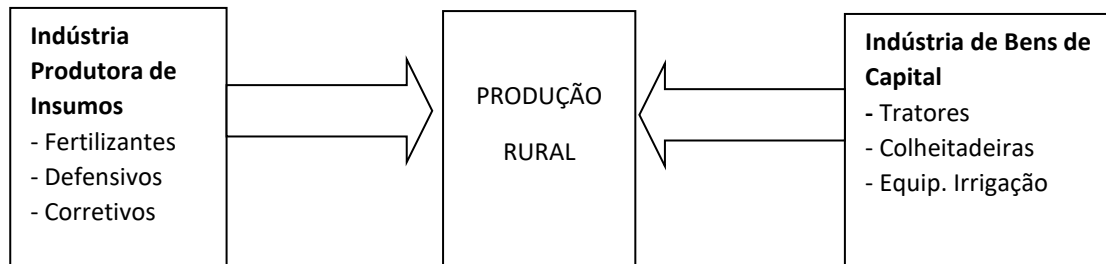 Indústria
Produtora de
Insumos
- Fertilizantes
- Defensivos
- Corretivos
PRODUÇÃO
RURAL
Indústria de Bens de
Capital
- Tratores
- Colheitadeiras
- Equip. Irrigação